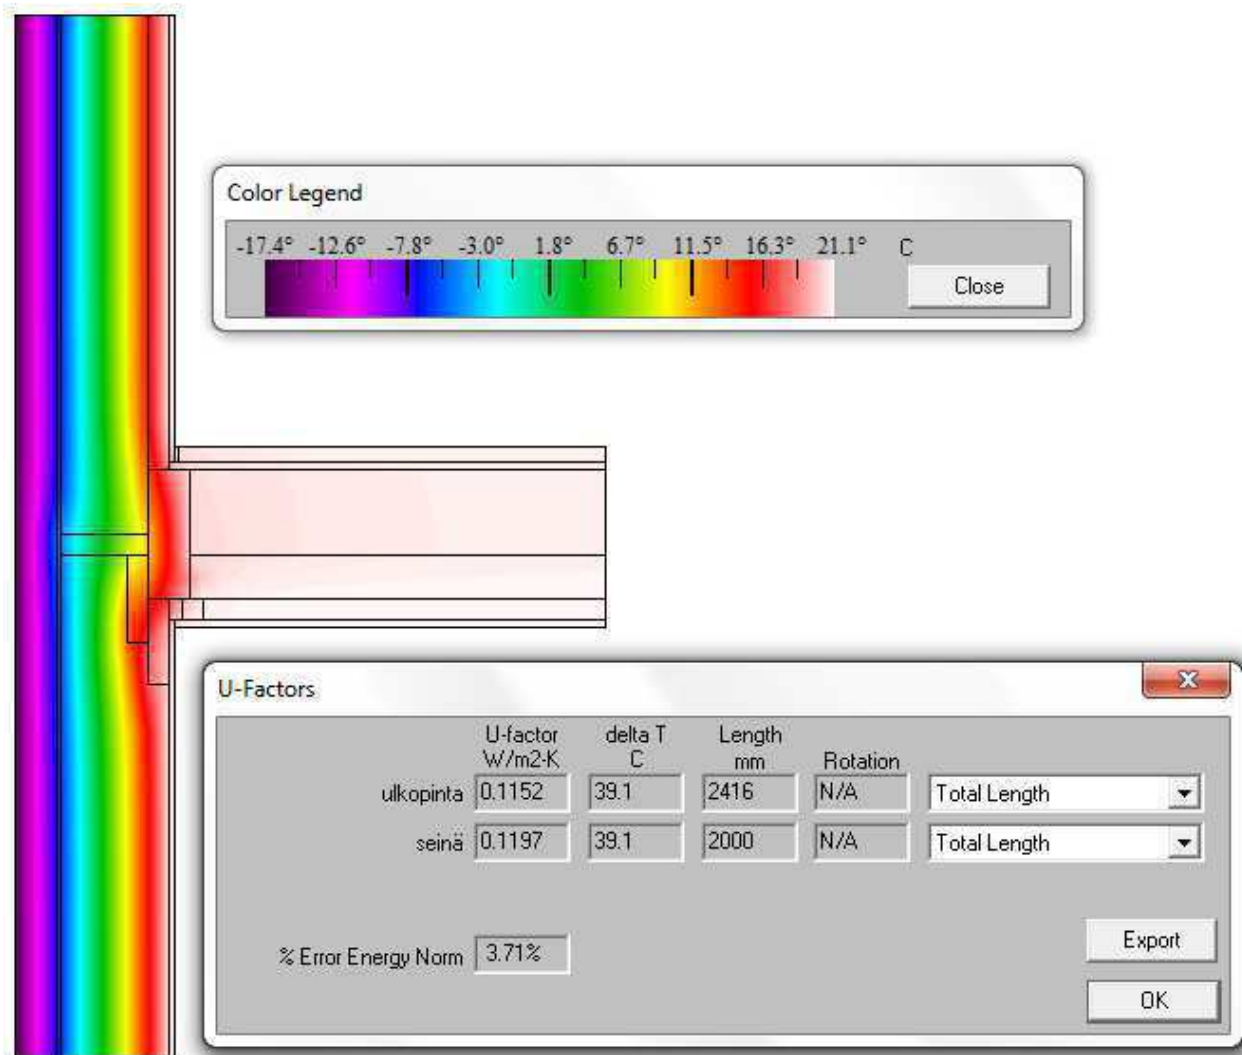 Color Legend
-17.4° -12.6° -7.8° -3.0° 1.8° 6.7° 11.5° 16.3° 21.1° C
Close
U-Factors
U-factor delta T Length
W/m2-K C mm Rotation
ulkopinta 0.1152 39.1 2416 N/A Total Length
seinä 0.1197 39.1 2000 N/A Total Length
% Error Energy Norm 3.71%
Export
OK